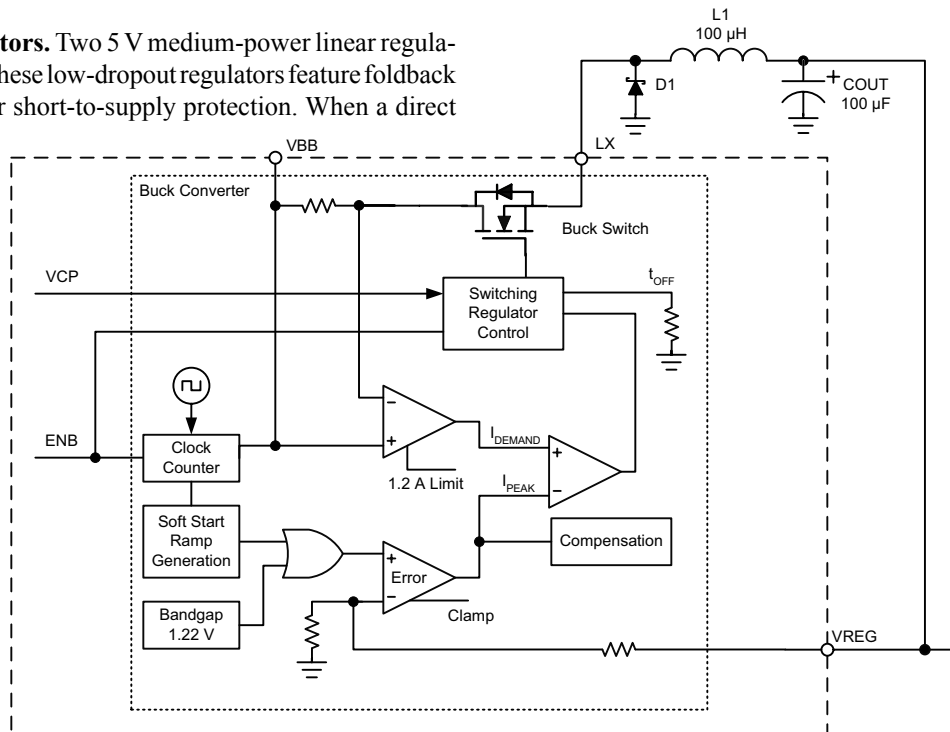 tors. Two 5 V medium-power linear regula-
hese low-dropout regulators feature foldback
r short-to-supply protection. When a direct
L1
100 µH
D1
+
COUT
100 µF
VBB
LX
Buck Converter
Buck Switch
VCP
Switching
Regulator
Control
tOFF
ENB
Clock
Counter
−
+
1.2 A Limit
IDEMAND
IPEAK
+
−
Soft Start
Ramp
Generation
Compensation
+
Error
−
Clamp
Bandgap
1.22 V
VREG